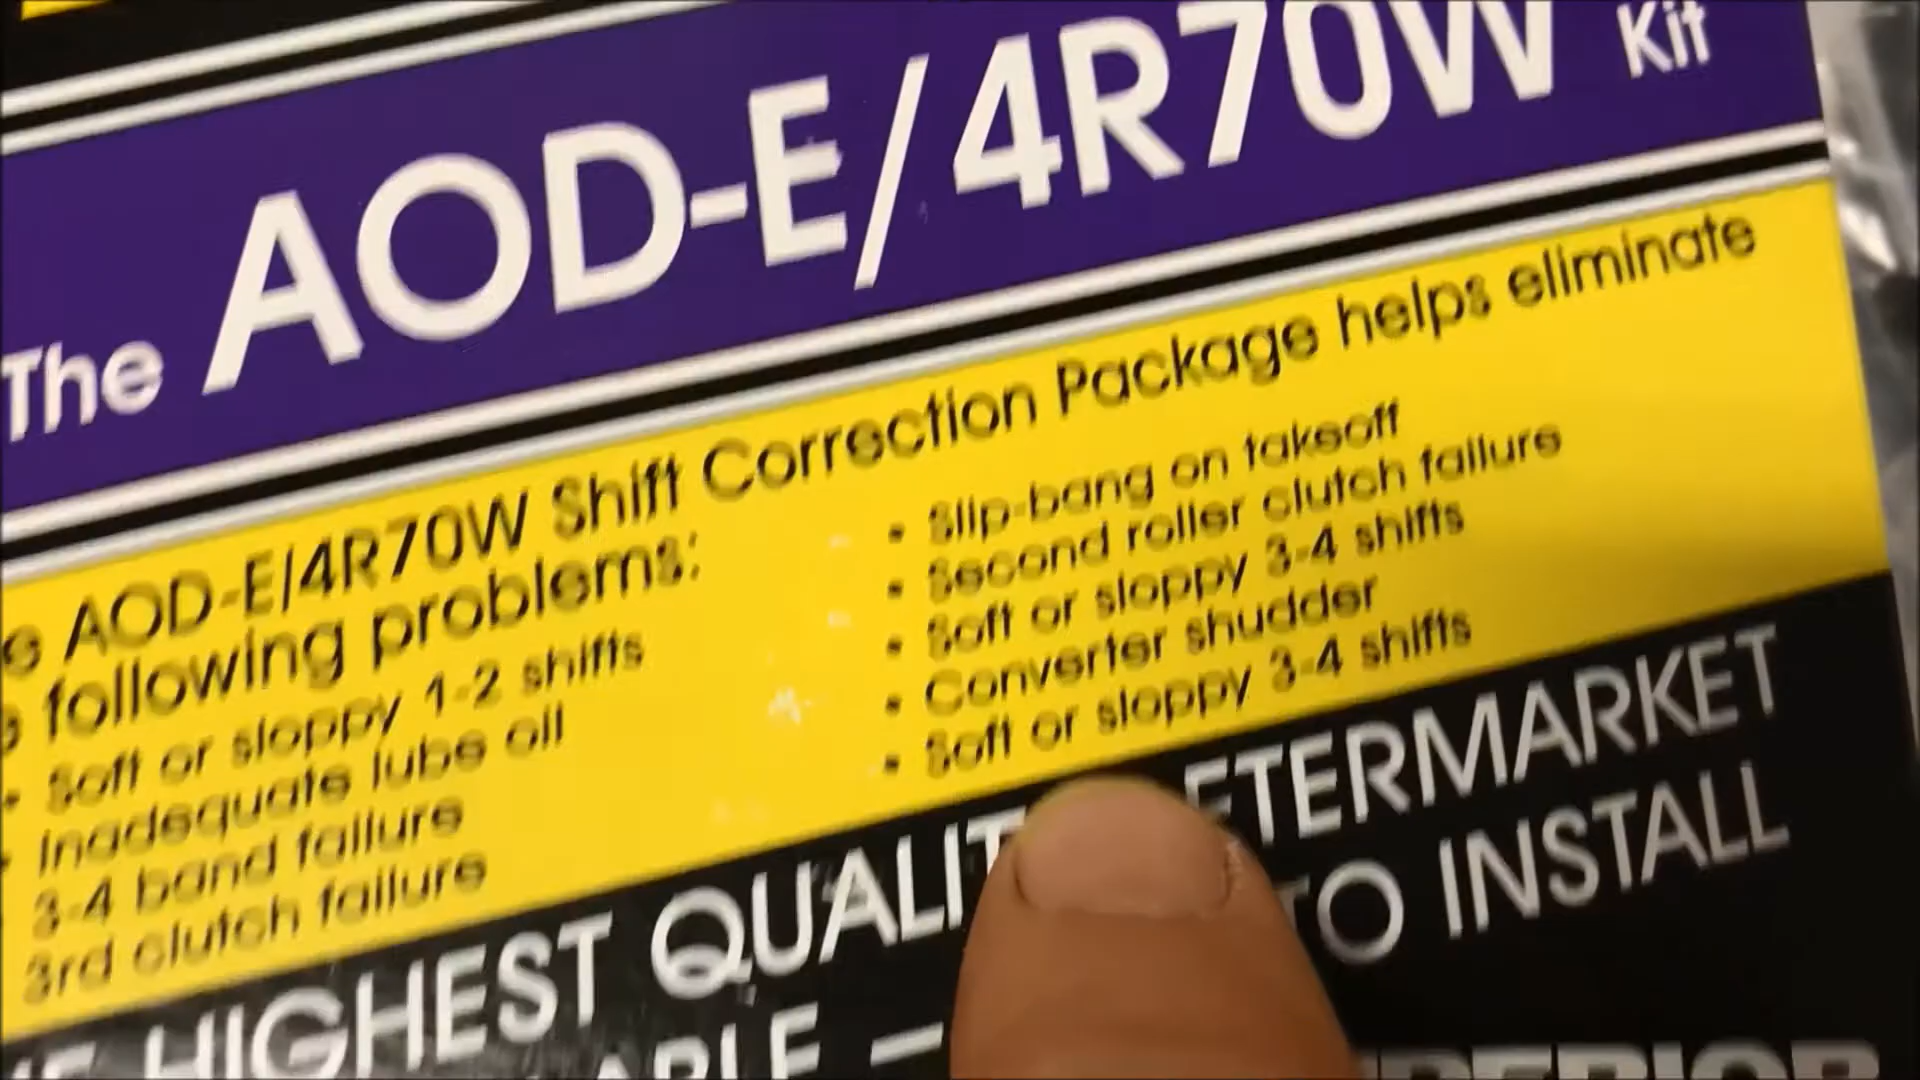 The AOD-E/4R70W Kit
AOD-E/4R70W Shift Correction Package helps eliminate
following problems:
• Soft or sloppy 1-2 shifts
• Inadequate lube oil
3-4 band failure
3rd clutch failure
• Slip-bang on takeoff
• Second roller clutch failure
• Soft or sloppy 3-4 shifts
• Converter shudder
• Soft or sloppy 3-4 shifts
HIGHEST QUALIT FTERMARKET
ABLE — TO INSTALL